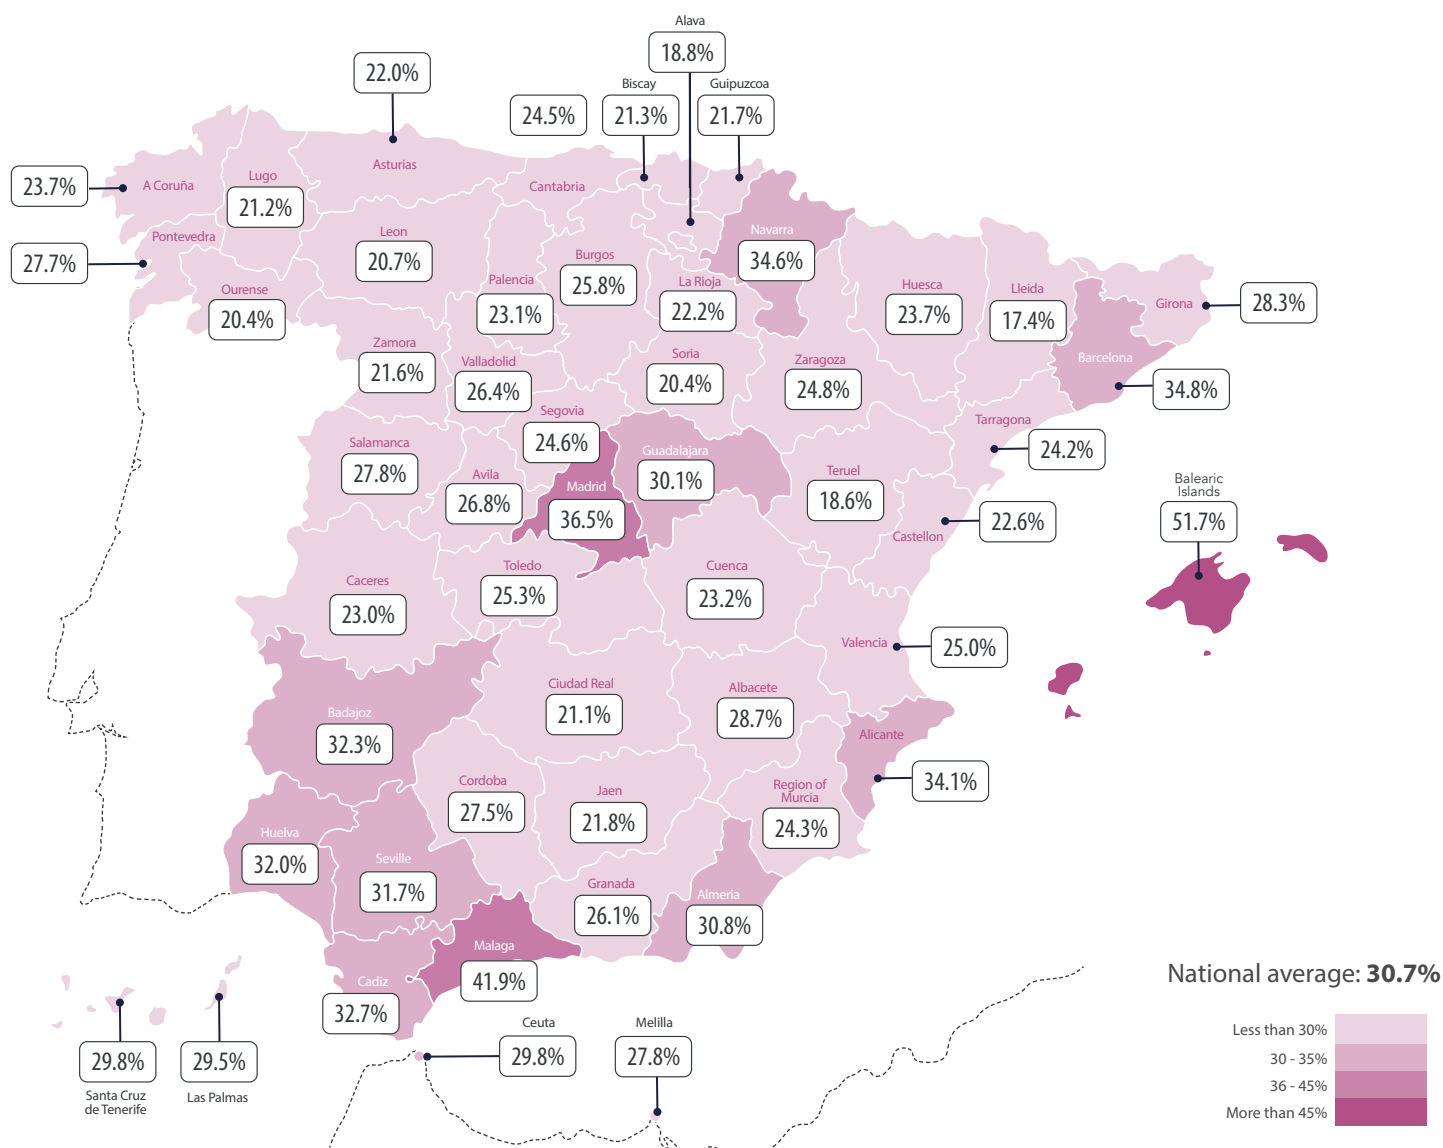 Alava
18.8%
22.0%
Biscay
21.3%
Guipuzcoa
21.7%
24.5%
Asturias
Cantabria
23.7%
A Coruña
Lugo
21.2%
Pontevedra
27.7%
Leon
20.7%
Ourense
20.4%
Palencia
23.1%
Burgos
25.8%
La Rioja
22.2%
Navarra
34.6%
Huesca
23.7%
Lleida
17.4%
Girona
28.3%
Barcelona
34.8%
Zamora
21.6%
Valladolid
26.4%
Soria
20.4%
Zaragoza
24.8%
Segovia
24.6%
Tarragona
24.2%
Salamanca
27.8%
Avila
26.8%
Madrid
36.5%
Guadalajara
30.1%
Teruel
18.6%
Castellon
22.6%
Balearic
Islands
51.7%
Caceres
23.0%
Toledo
25.3%
Cuenca
23.2%
Valencia
25.0%
Badajoz
32.3%
Ciudad Real
21.1%
Albacete
28.7%
Alicante
34.1%
Cordoba
27.5%
Jaen
21.8%
Region of
Murcia
24.3%
Huelva
32.0%
Seville
31.7%
Granada
26.1%
Almeria
30.8%
Malaga
41.9%
Cadiz
32.7%
Ceuta
29.8%
Melilla
27.8%
29.8%
Santa Cruz
de Tenerife
29.5%
Las Palmas
National average: 30.7%
Less than 30%
30 - 35%
36 - 45%
More than 45%